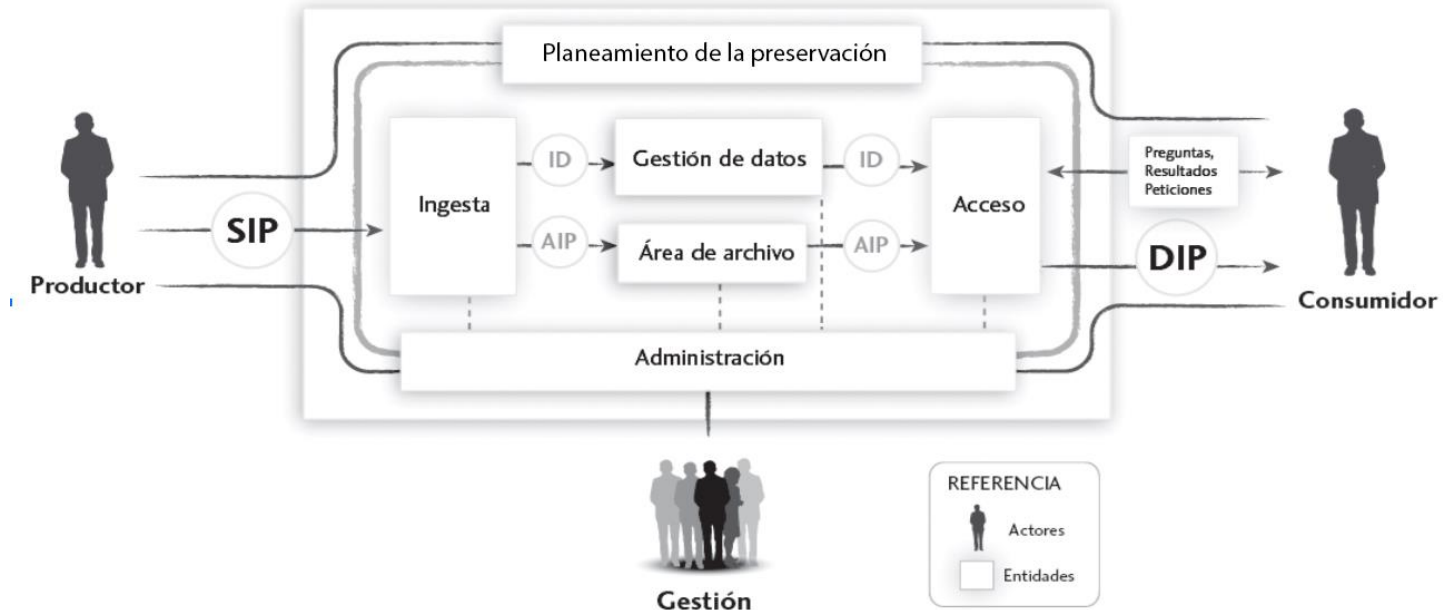 Planeamiento de la preservación
Ingesta
ID
Gestión de datos
ID
Acceso
AIP
Área de archivo
AIP
Preguntas,
Resultados
Peticiones
SIP
DIP
Productor
Consumidor
Administración
Gestión
REFERENCIA
Actores
Entidades